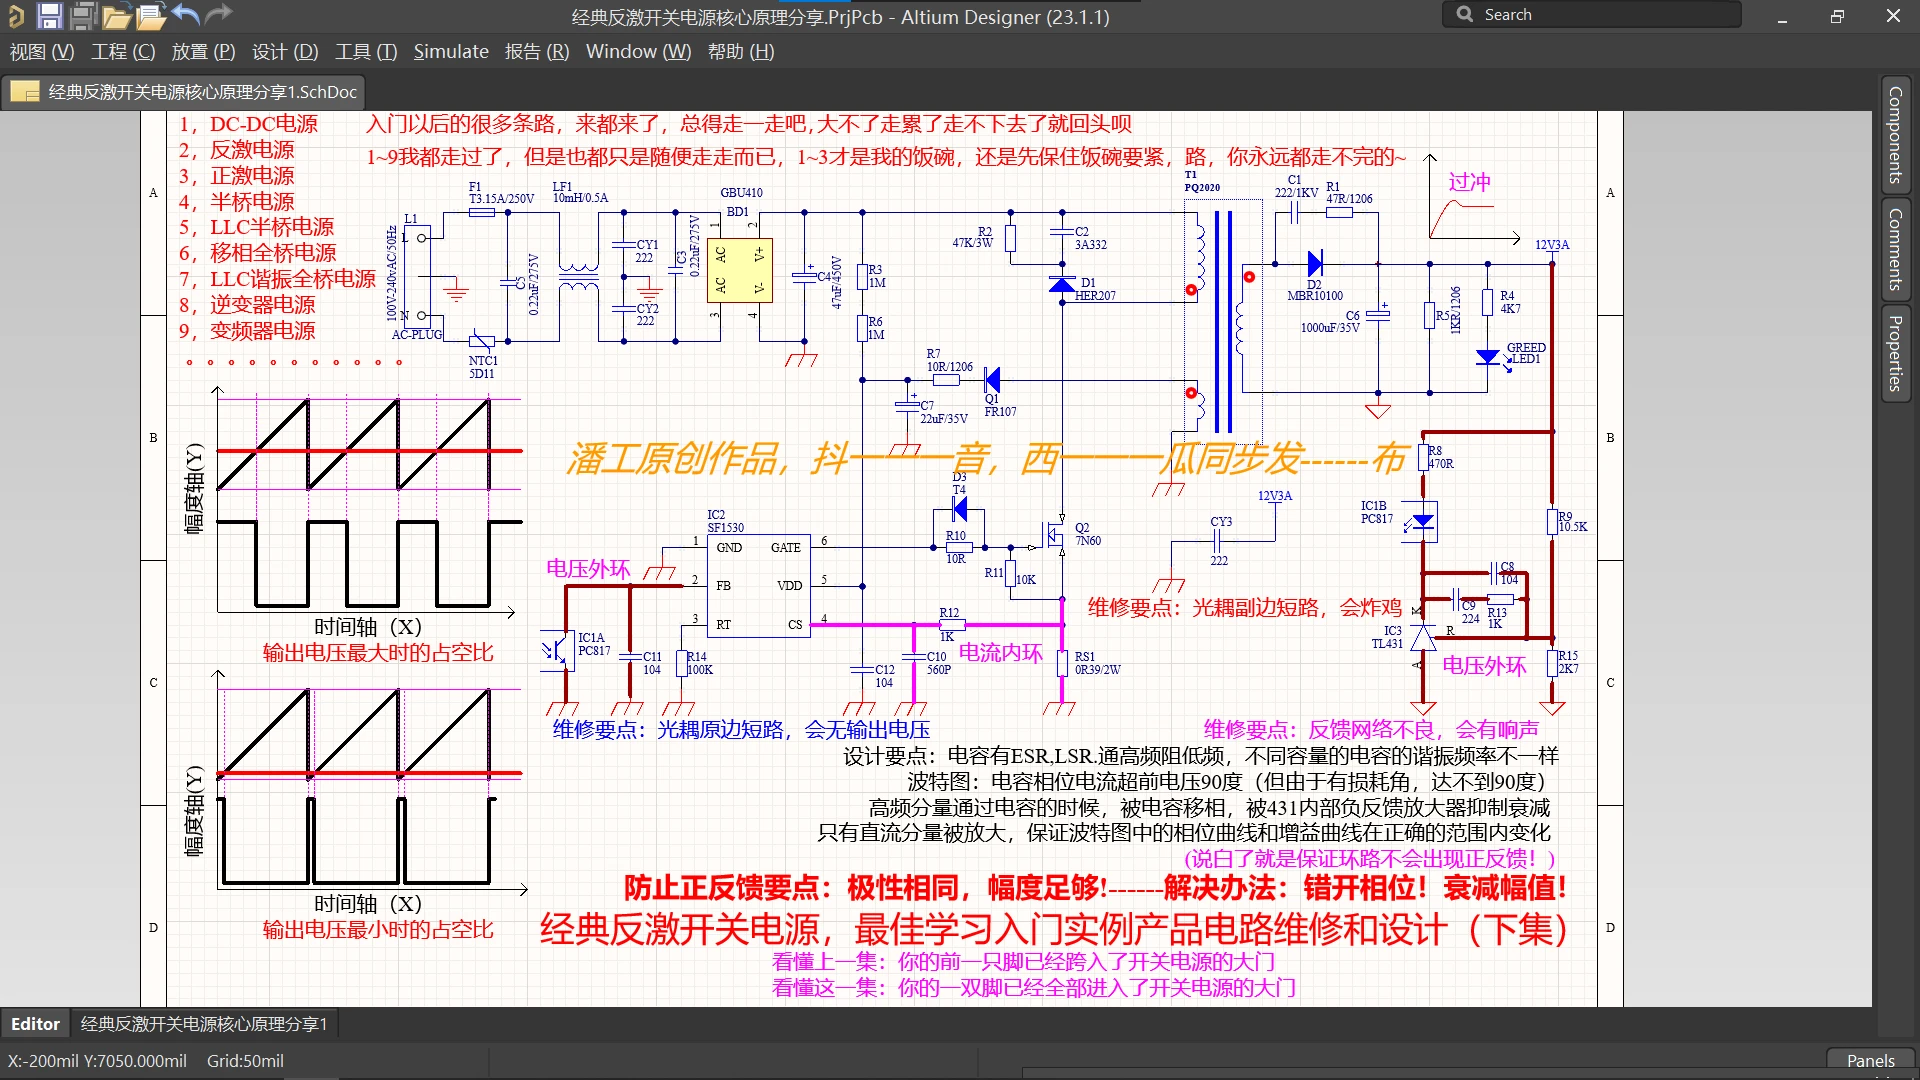 经典反激开关电源核心原理分享.PrjPcb - Altium Designer (23.1.1)
Search
视图 (V) 工程 (C) 放置 (P) 设计 (D) 工具 (T) Simulate 报告 (R) Window (W) 帮助 (H)
经典反激开关电源核心原理分享1.SchDoc
Components
Comments
Properties
1，DC-DC电源
2，反激电源
3，正激电源
4，半桥电源
5，LLC半桥电源
6，移相全桥电源
7，LLC谐振全桥电源
8，逆变器电源
9，变频器电源
入门以后的很多条路，来都来了，总得走一走吧,大不了走累了走不下去了就回头呗
1~9我都走过了，但是也都只是随便走走而已，1~3才是我的饭碗，还是先保住饭碗要紧，路，你永远都走不完的~
A
B
C
D
A
B
C
D
过冲
F1
T3.15A/250V
LF1
10mH/0.5A
GBU410
BD1
T1
PQ2020
C1
222/1KV
R1
47R/1206
L1
L
N
100V-240vAC/50Hz
AC-PLUG
NTC1
5D11
C5
0.22uF/275V
CY1
222
CY2
222
C3
0.22uF/275V
AC
AC
V+
V-
1
2
3
4
C4
47uF/450V
R3
1M
R6
1M
R2
47K/3W
C2
3A332
D1
HER207
D2
MBR10100
12V3A
C6
1000uF/35V
R5
1KR/1206
R4
4K7
GREED
LED1
R7
10R/1206
Q1
FR107
C7
22uF/35V
潘工原创作品，抖一一一音，西一一一瓜同步发------布
D3
T4
R10
10R
R11
10K
Q2
7N60
IC2
SF1530
1 GND
2 FB
3 RT
GATE 6
VDD 5
CS 4
12V3A
CY3
222
R8
470R
IC1B
PC817
R9
10.5K
C8
104
C9
224
R13
1K
IC3
TL431
K
R
A
R15
2K7
电压外环
电压外环
电流内环
IC1A
PC817
C11
104
R14
100K
C12
104
C10
560P
R12
1K
RS1
0R39/2W
维修要点：光耦副边短路，会炸鸡
维修要点：光耦原边短路，会无输出电压
维修要点：反馈网络不良，会有响声
幅度轴(Y)
时间轴（X）
输出电压最大时的占空比
幅度轴(Y)
时间轴（X）
输出电压最小时的占空比
设计要点：电容有ESR,LSR.通高频阻低频，不同容量的电容的谐振频率不一样
波特图：电容相位电流超前电压90度（但由于有损耗角，达不到90度）
高频分量通过电容的时候，被电容移相，被431内部负反馈放大器抑制衰减
只有直流分量被放大，保证波特图中的相位曲线和增益曲线在正确的范围内变化
(说白了就是保证环路不会出现正反馈！)
防止正反馈要点：极性相同，幅度足够!------解决办法：错开相位！衰减幅值！
经典反激开关电源，最佳学习入门实例产品电路维修和设计（下集）
看懂上一集：你的前一只脚已经跨入了开关电源的大门
看懂这一集：你的一双脚已经全部进入了开关电源的大门
Editor 经典反激开关电源核心原理分享1
X:-200mil Y:7050.000mil Grid:50mil
Panels